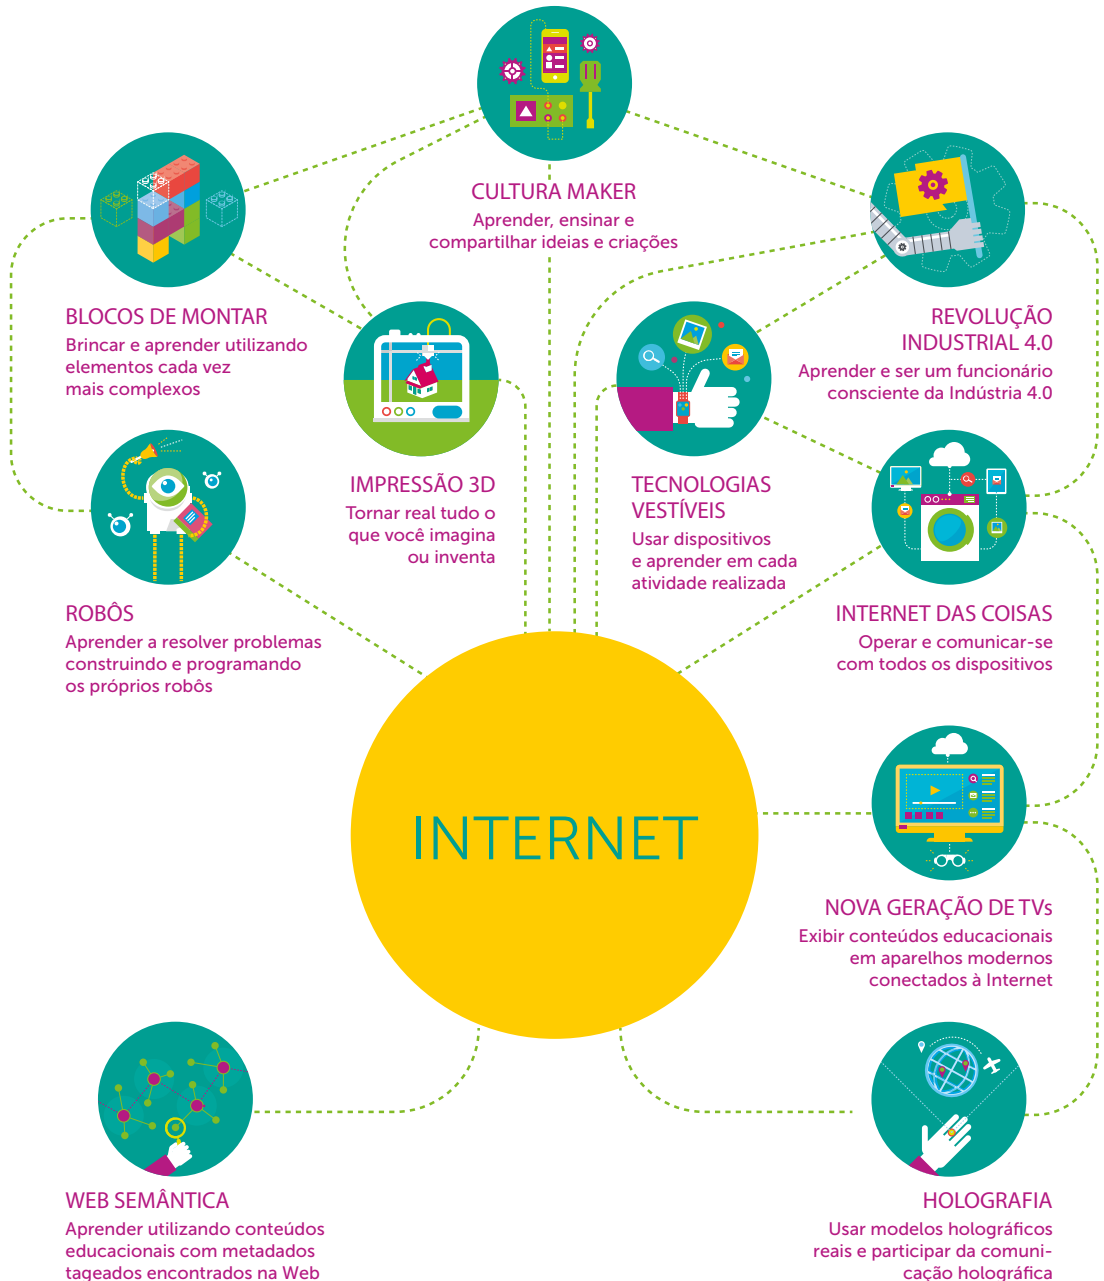 CULTURA MAKER
Aprender, ensinar e
compartilhar ideias e criações
BLOCOS DE MONTAR
Brincar e aprender utilizando
elementos cada vez
mais complexos
REVOLUÇÃO
INDUSTRIAL 4.0
Aprender e ser um funcionário
consciente da Indústria 4.0
IMPRESSÃO 3D
Tornar real tudo o
que você imagina
ou inventa
TECNOLOGIAS
VESTÍVEIS
Usar dispositivos
e aprender em cada
atividade realizada
ROBÔS
Aprender a resolver problemas
construindo e programando
os próprios robôs
INTERNET DAS COISAS
Operar e comunicar-se
com todos os dispositivos
INTERNET
NOVA GERAÇÃO DE TVs
Exibir conteúdos educacionais
em aparelhos modernos
conectados à Internet
WEB SEMÂNTICA
Aprender utilizando conteúdos
educacionais com metadados
tageados encontrados na Web
HOLOGRAFIA
Usar modelos holográficos
reais e participar da comuni-
cação holográfica